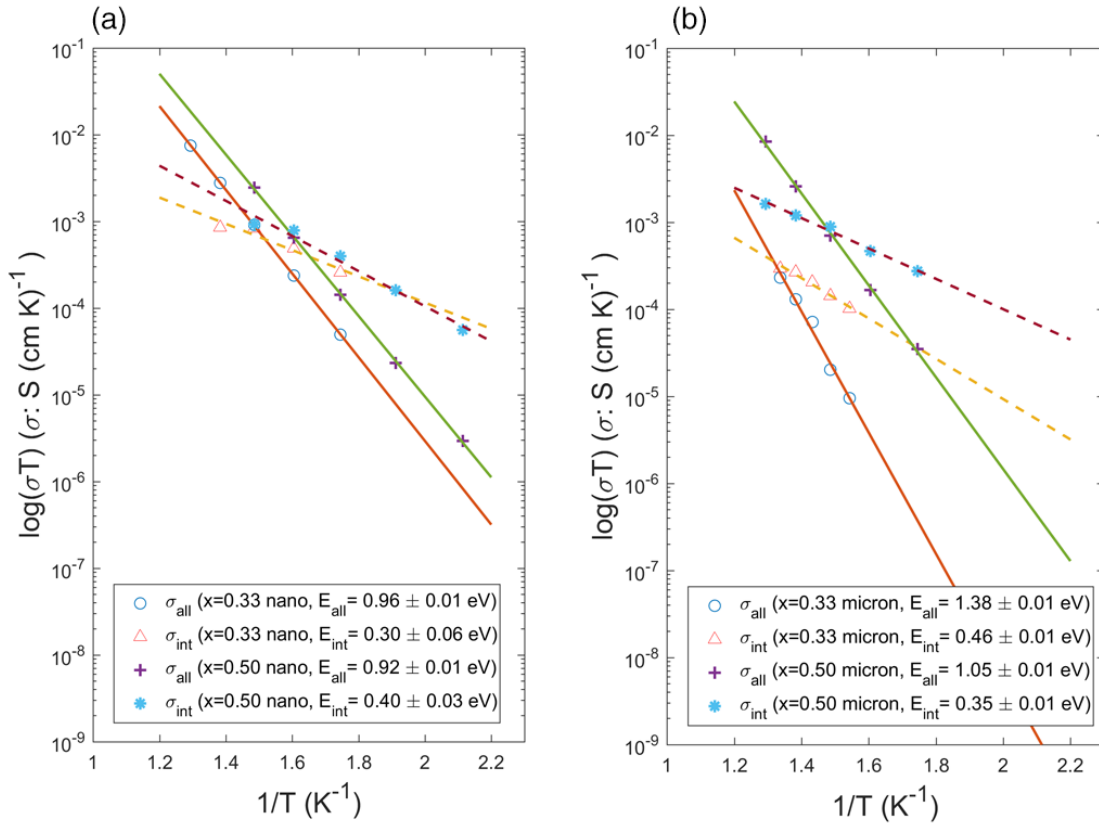 (a)
10^-1
10^-2
10^-3
10^-4
10^-5
10^-6
10^-7
10^-8
10^-9
log(σT) (σ: S (cm K)^-1
σ_all (x=0.33 nano, E_all= 0.96 ± 0.01 eV)
σ_int (x=0.33 nano, E_int= 0.30 ± 0.06 eV)
σ_all (x=0.50 nano, E_all= 0.92 ± 0.01 eV)
σ_int (x=0.50 nano, E_int= 0.40 ± 0.03 eV)
1 1.2 1.4 1.6 1.8 2 2.2
1/T (K^-1)
(b)
10^-1
10^-2
10^-3
10^-4
10^-5
10^-6
10^-7
10^-8
10^-9
log(σT) (σ: S (cm K)^-1
σ_all (x=0.33 micron, E_all= 1.38 ± 0.01 eV)
σ_int (x=0.33 micron, E_int= 0.46 ± 0.01 eV)
σ_all (x=0.50 micron, E_all= 1.05 ± 0.01 eV)
σ_int (x=0.50 micron, E_int= 0.35 ± 0.01 eV)
1 1.2 1.4 1.6 1.8 2 2.2
1/T (K^-1)